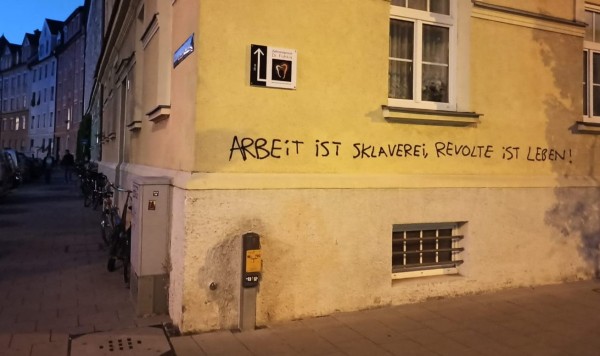 ARBEIT IST SKLAVEREI, REVOLTE IST LEBEN!